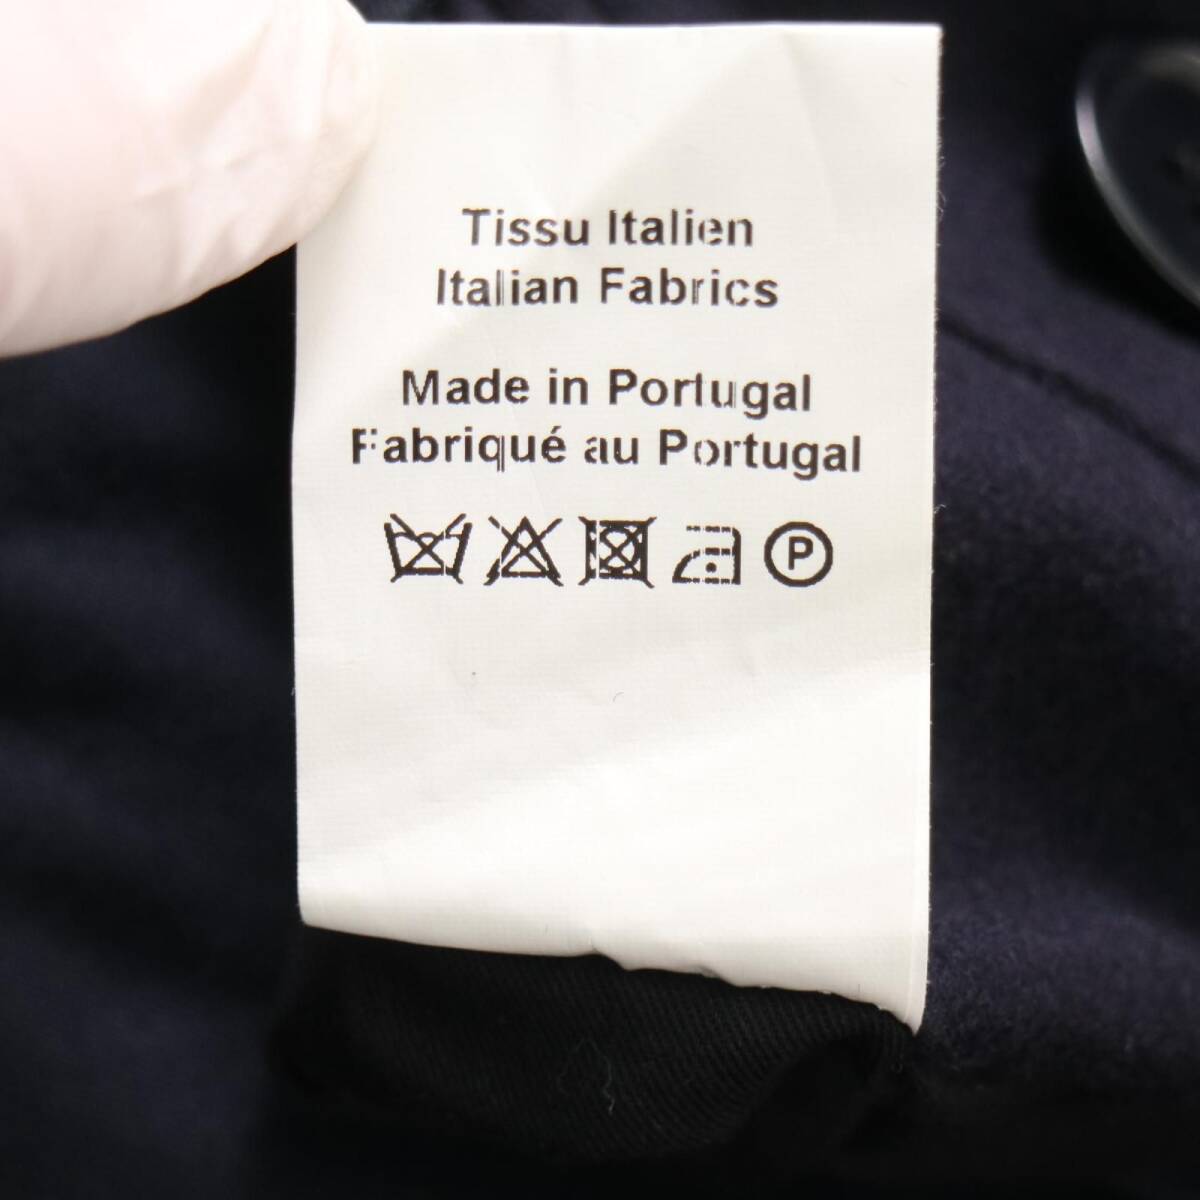 Tissu Italien
Italian Fabrics
Made in Portugal
Fabriqué au Portugal
P